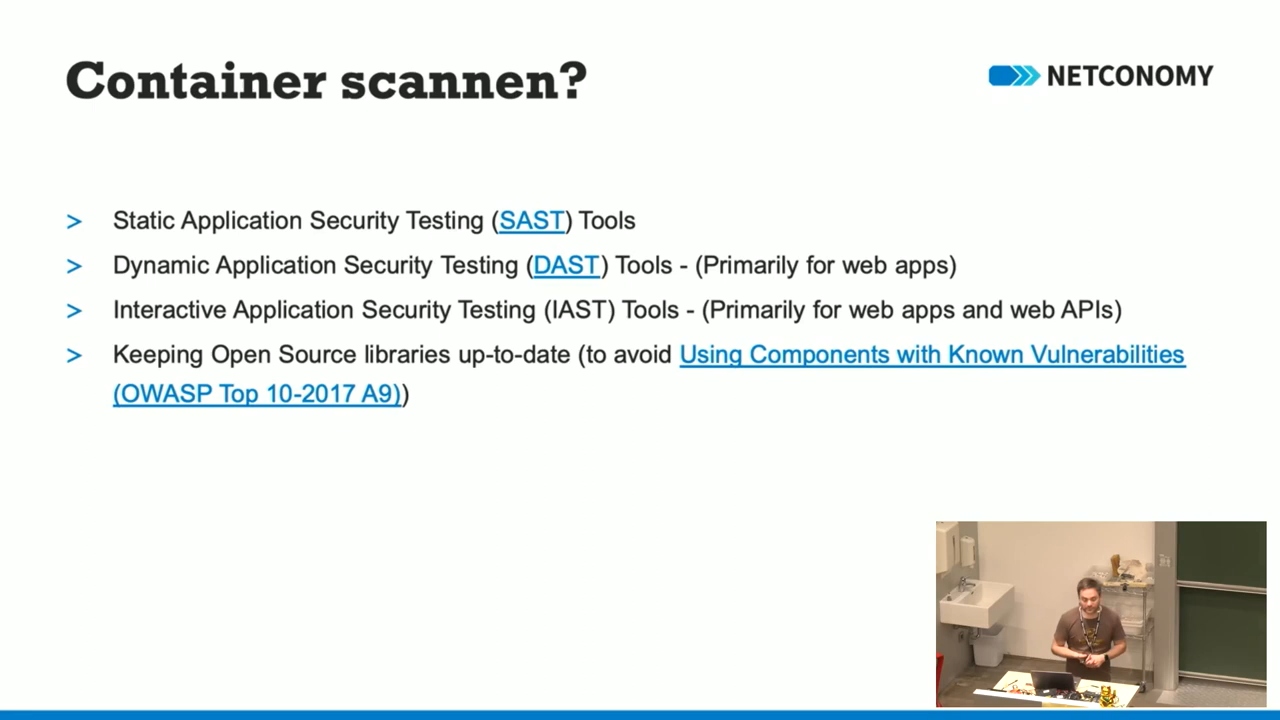 Container scannen?
NETCONOMY
> Static Application Security Testing (SAST) Tools
> Dynamic Application Security Testing (DAST) Tools - (Primarily for web apps)
> Interactive Application Security Testing (IAST) Tools - (Primarily for web apps and web APIs)
> Keeping Open Source libraries up-to-date (to avoid Using Components with Known Vulnerabilities
(OWASP Top 10-2017 A9))